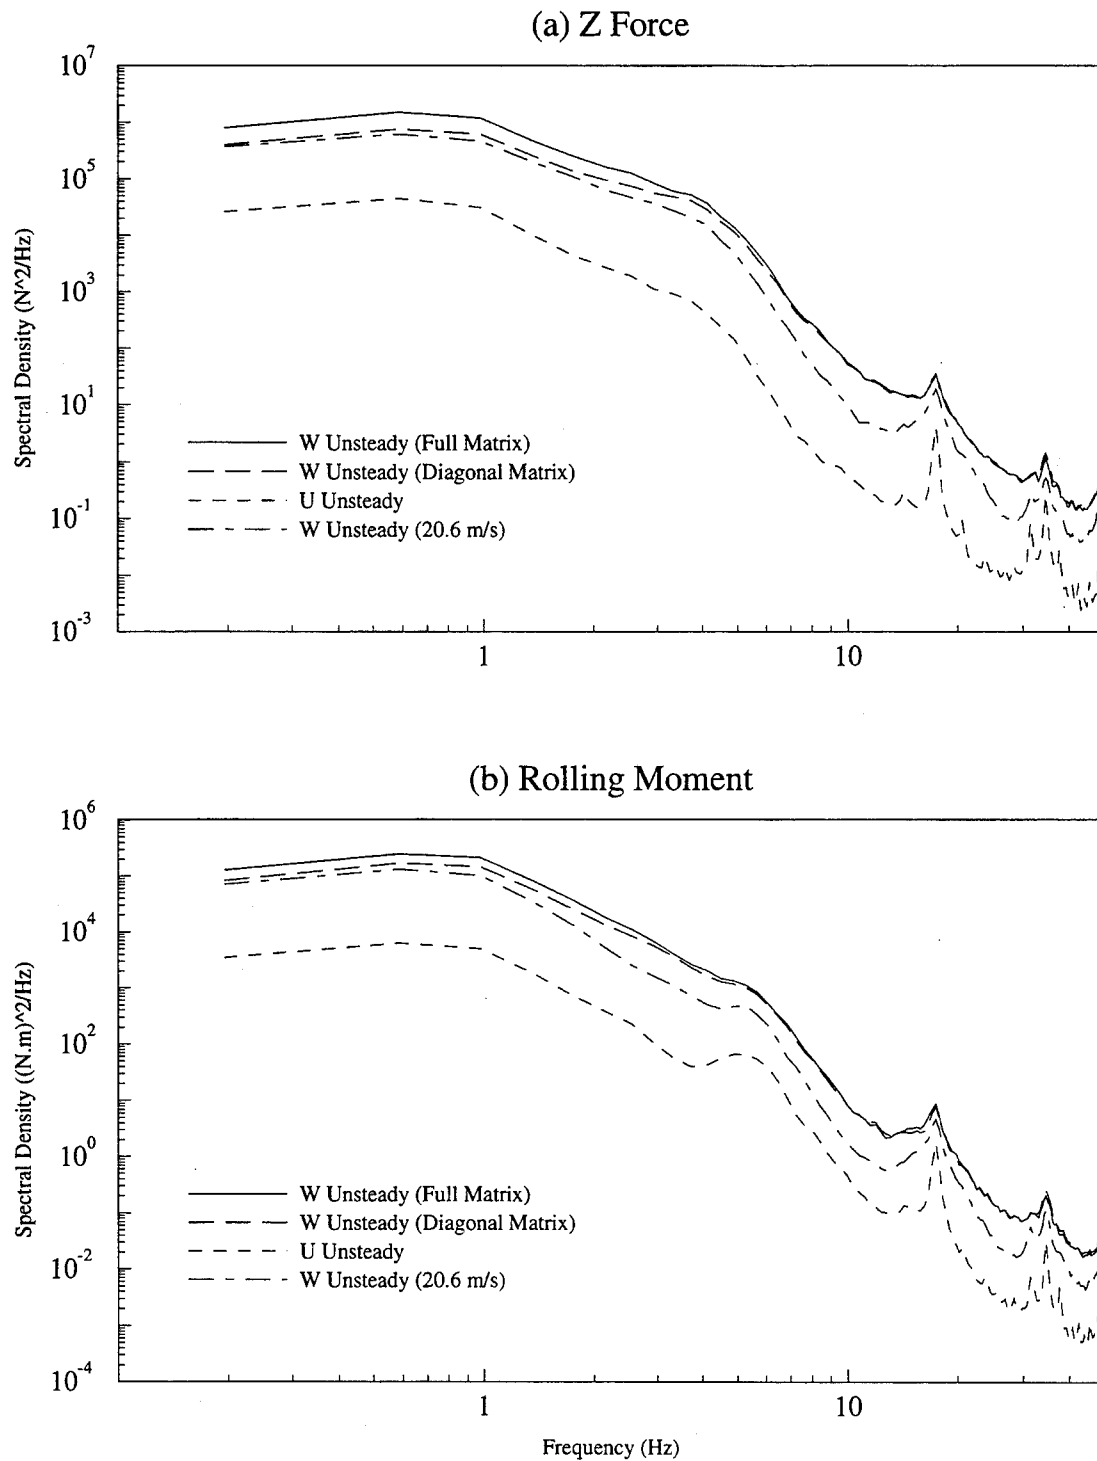 (a) Z Force
10^7
10^5
10^3
10^1
10^-1
10^-3
Spectral Density (N^2/Hz)
W Unsteady (Full Matrix)
W Unsteady (Diagonal Matrix)
U Unsteady
W Unsteady (20.6 m/s)
1
10
(b) Rolling Moment
10^6
10^4
10^2
10^0
10^-2
10^-4
Spectral Density ((N.m)^2/Hz)
W Unsteady (Full Matrix)
W Unsteady (Diagonal Matrix)
U Unsteady
W Unsteady (20.6 m/s)
1
10
Frequency (Hz)